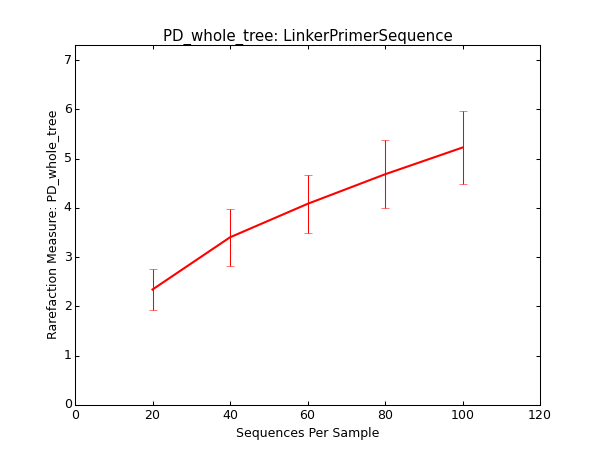 PD_whole_tree: LinkerPrimerSequence
Rarefaction Measure: PD_whole_tree
7
6
5
4
3
2
1
0
0 20 40 60 80 100 120
Sequences Per Sample